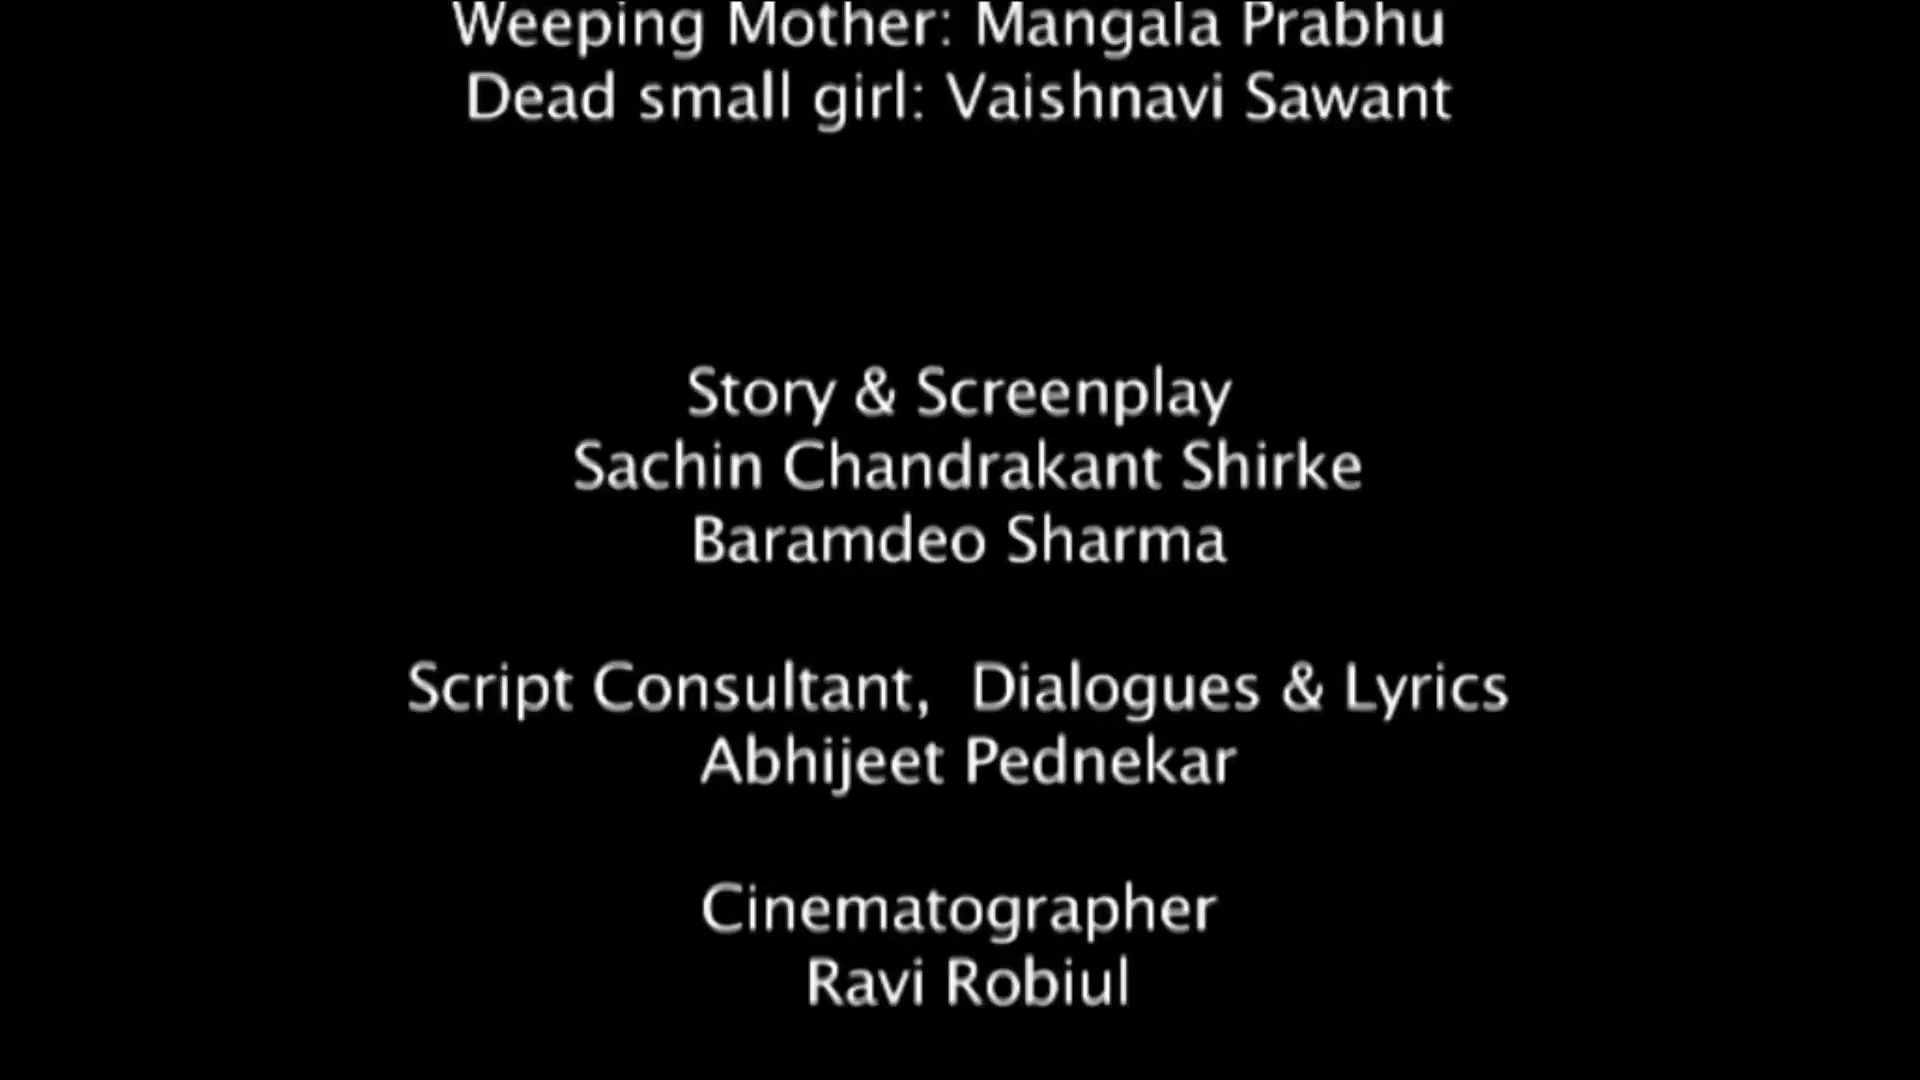 Weeping Mother: Mangala Prabhu
Dead small girl: Vaishnavi Sawant
Story & Screenplay
Sachin Chandrakant Shirke
Baramdeo Sharma
Script Consultant,  Dialogues & Lyrics
Abhijeet Pednekar
Cinematographer
Ravi Robiul